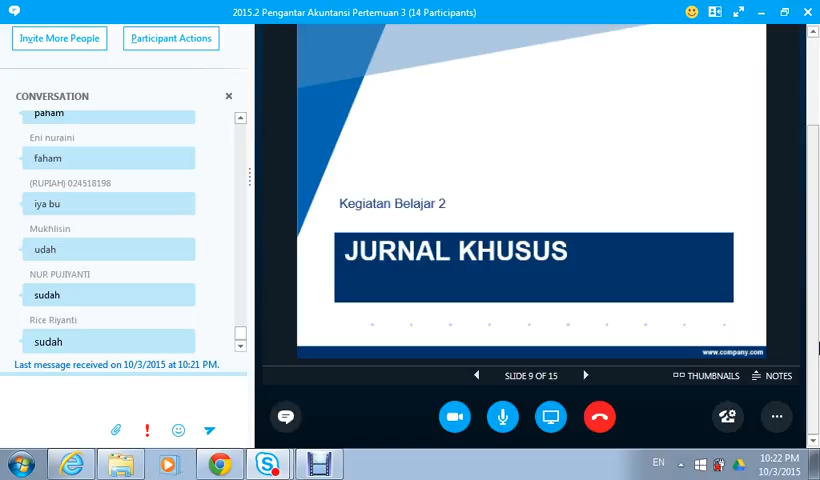 2015.2 Pengantar Akuntansi Pertemuan 3 (14 Participants)
Invite More People
Participant Actions
CONVERSATION
paham
Eni nuraini
faham
(RUPIAH) 024518198
iya bu
Mukhlisin
udah
NUR PUJIYANTI
sudah
Rice Riyanti
sudah
Last message received on 10/3/2015 at 10:21 PM.
Kegiatan Belajar 2
JURNAL KHUSUS
www.company.com
SLIDE 9 OF 15
THUMBNAILS
NOTES
EN
10:22 PM
10/3/2015